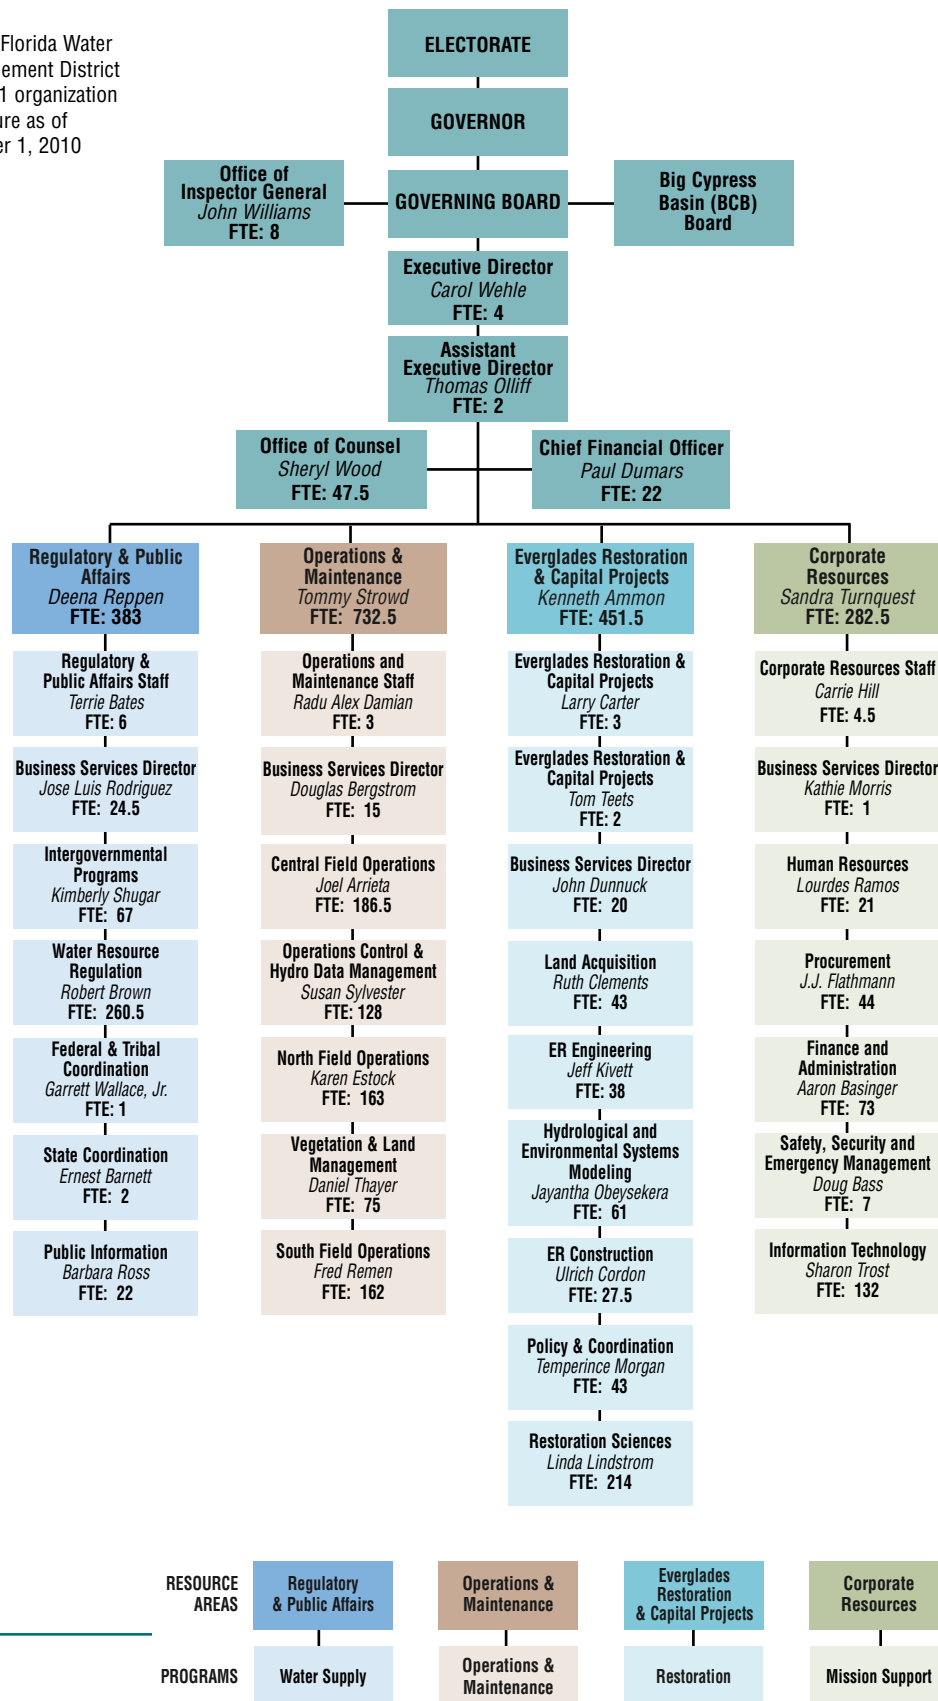 Florida Water
ement District
1 organization
ure as of
er 1, 2010
ELECTORATE
GOVERNOR
Office of
Inspector General
John Williams
FTE: 8
GOVERNING BOARD
Big Cypress
Basin (BCB)
Board
Executive Director
Carol Wehle
FTE: 4
Assistant
Executive Director
Thomas Olliff
FTE: 2
Office of Counsel
Sheryl Wood
FTE: 47.5
Chief Financial Officer
Paul Dumars
FTE: 22
Regulatory & Public
Affairs
Deena Reppen
FTE: 383
Regulatory &
Public Affairs Staff
Terrie Bates
FTE: 6
Business Services Director
Jose Luis Rodriguez
FTE: 24.5
Intergovernmental
Programs
Kimberly Shugar
FTE: 67
Water Resource
Regulation
Robert Brown
FTE: 260.5
Federal & Tribal
Coordination
Garrett Wallace, Jr.
FTE: 1
State Coordination
Ernest Barnett
FTE: 2
Public Information
Barbara Ross
FTE: 22
Operations &
Maintenance
Tommy Strowd
FTE: 732.5
Operations and
Maintenance Staff
Radu Alex Damian
FTE: 3
Business Services Director
Douglas Bergstrom
FTE: 15
Central Field Operations
Joel Arrieta
FTE: 186.5
Operations Control &
Hydro Data Management
Susan Sylvester
FTE: 128
North Field Operations
Karen Estock
FTE: 163
Vegetation & Land
Management
Daniel Thayer
FTE: 75
South Field Operations
Fred Remen
FTE: 162
Everglades Restoration
& Capital Projects
Kenneth Ammon
FTE: 451.5
Everglades Restoration &
Capital Projects
Larry Carter
FTE: 3
Everglades Restoration &
Capital Projects
Tom Teets
FTE: 2
Business Services Director
John Dunnuck
FTE: 20
Land Acquisition
Ruth Clements
FTE: 43
ER Engineering
Jeff Kivett
FTE: 38
Hydrological and
Environmental Systems
Modeling
Jayantha Obeysekera
FTE: 61
ER Construction
Ulrich Cordon
FTE: 27.5
Policy & Coordination
Temperince Morgan
FTE: 43
Restoration Sciences
Linda Lindstrom
FTE: 214
Corporate
Resources
Sandra Turnquest
FTE: 282.5
Corporate Resources Staff
Carrie Hill
FTE: 4.5
Business Services Director
Kathie Morris
FTE: 1
Human Resources
Lourdes Ramos
FTE: 21
Procurement
J.J. Flathmann
FTE: 44
Finance and
Administration
Aaron Basinger
FTE: 73
Safety, Security and
Emergency Management
Doug Bass
FTE: 7
Information Technology
Sharon Trost
FTE: 132
RESOURCE
AREAS
Regulatory
& Public Affairs
Operations &
Maintenance
Everglades
Restoration
& Capital Projects
Corporate
Resources
PROGRAMS
Water Supply
Operations &
Maintenance
Restoration
Mission Support